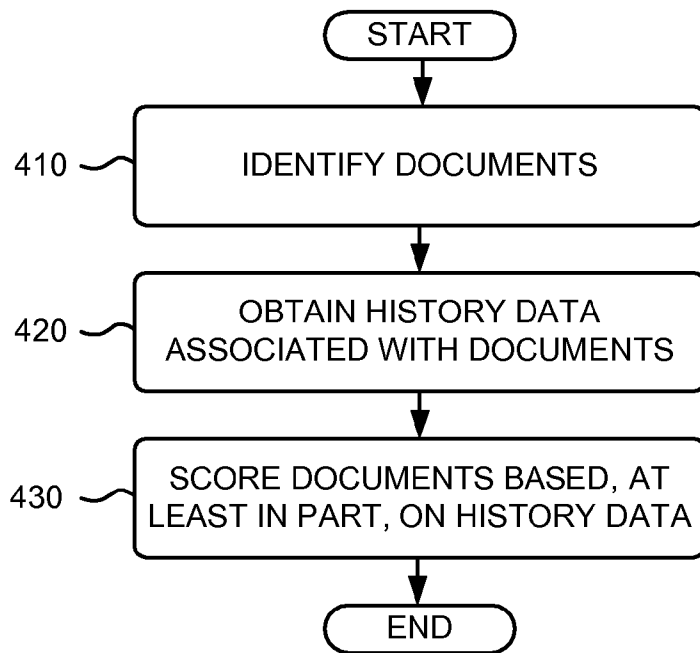 START
410
IDENTIFY DOCUMENTS
420
OBTAIN HISTORY DATA
ASSOCIATED WITH DOCUMENTS
430
SCORE DOCUMENTS BASED, AT
LEAST IN PART, ON HISTORY DATA
END